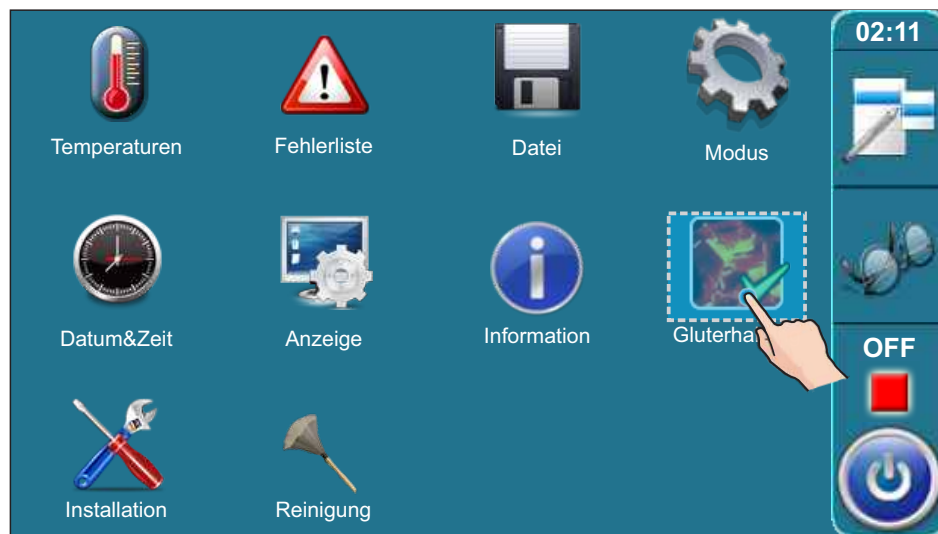 02:11
Temperaturen
Fehlerliste
Datei
Modus
Datum&Zeit
Anzeige
Information
OFF
Installation
Reinigung